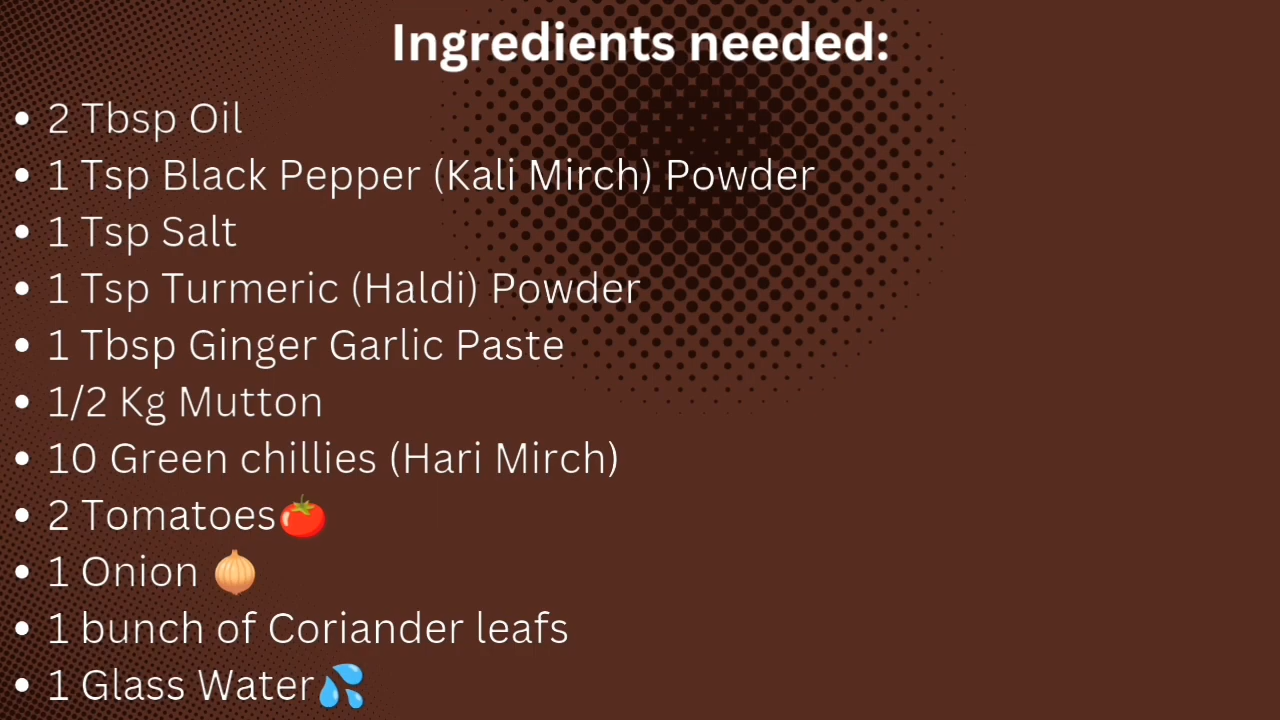 Ingredients needed:
• 2 Tbsp Oil
• 1 Tsp Black Pepper (Kali Mirch) Powder
• 1 Tsp Salt
• 1 Tsp Turmeric (Haldi) Powder
• 1 Tbsp Ginger Garlic Paste
• 1/2 Kg Mutton
• 10 Green chillies (Hari Mirch)
• 2 Tomatoes🍅
• 1 Onion 🧅
• 1 bunch of Coriander leafs
• 1 Glass Water💦